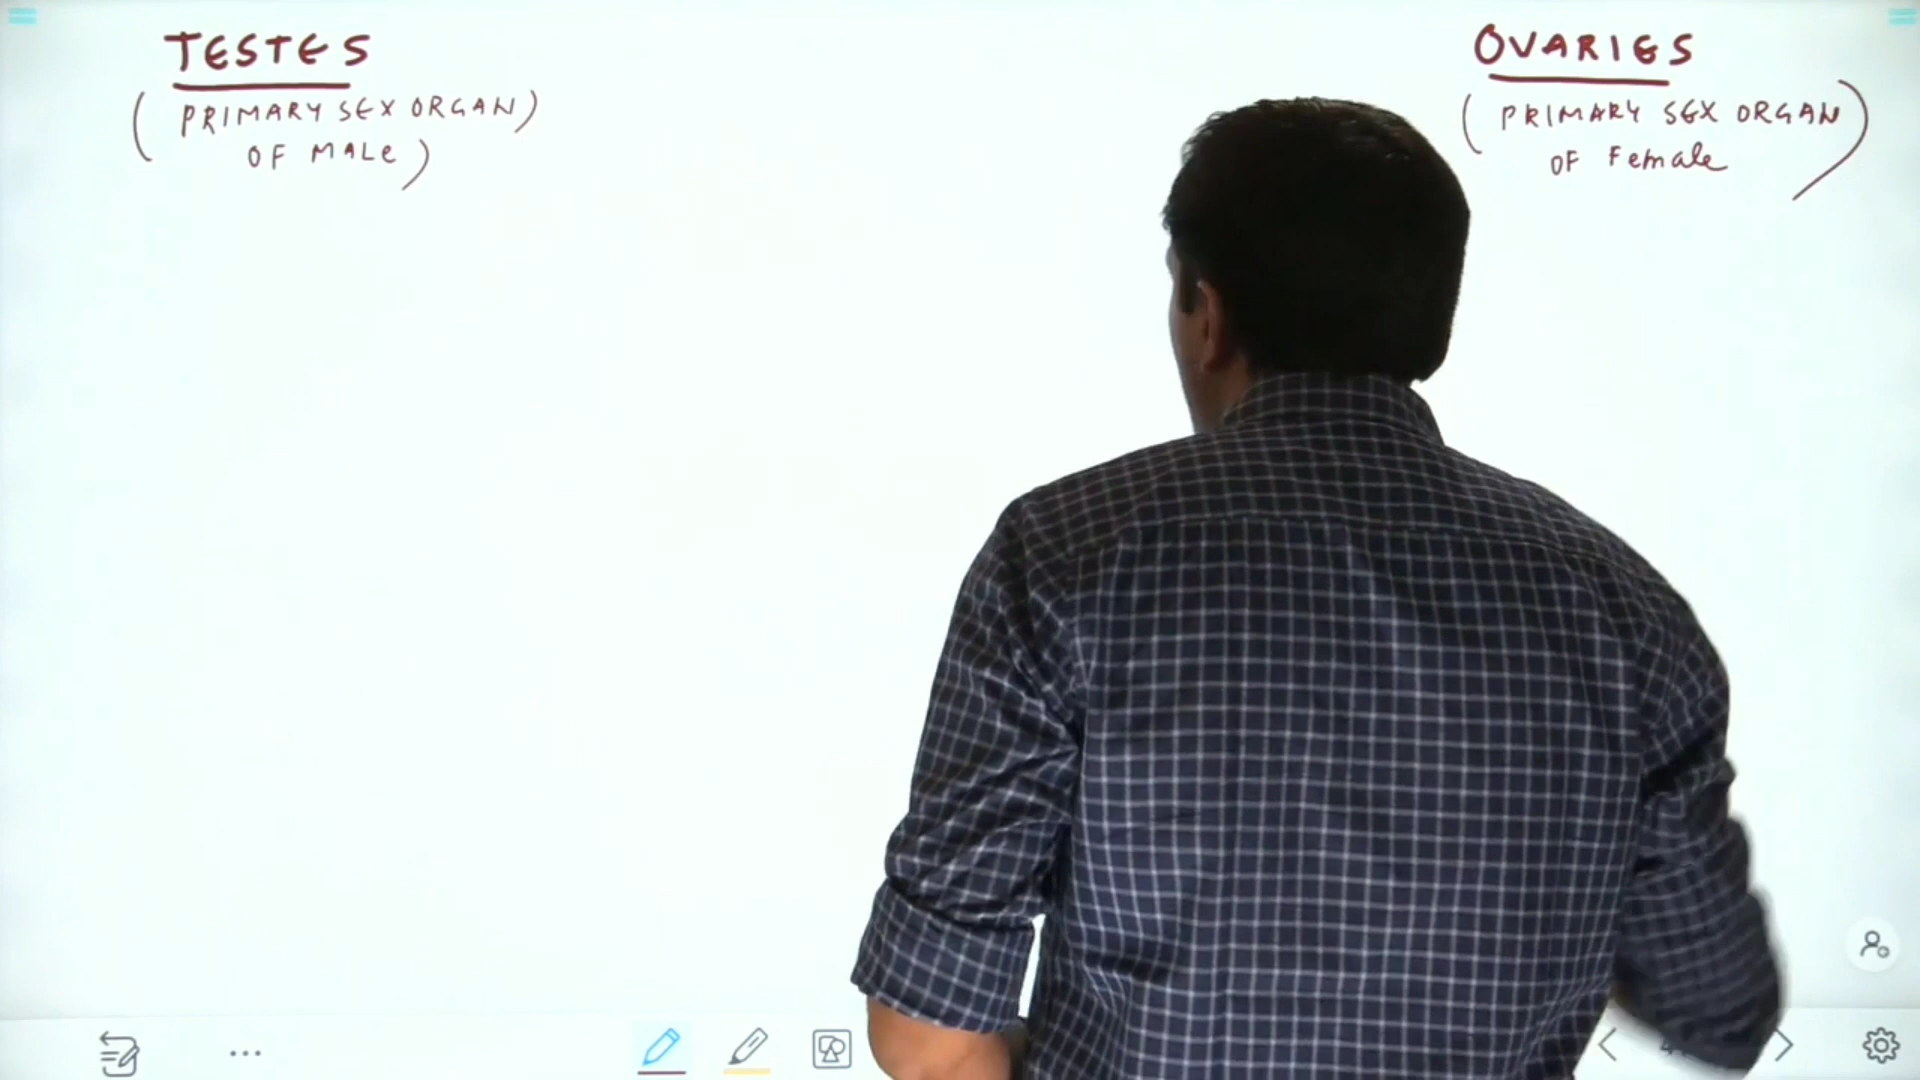 TESTES
(PRIMARY SEX ORGAN)
OF MALE)
OVARIES
(PRIMARY SEX ORGAN
OF Female)